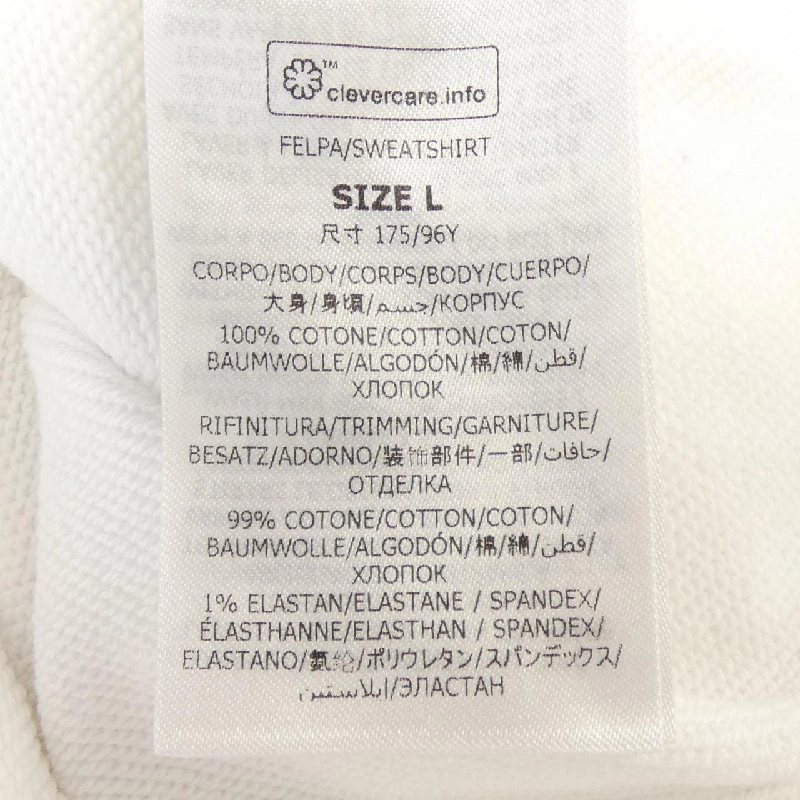 ™
clevercare.info
FELPA/SWEATSHIRT
SIZE L
尺寸 175/96Y
CORPO/BODY/CORPS/BODY/CUERPO/
大身/身頃/جسم/КОРПУС
100% COTONE/COTTON/COTON/
BAUMWOLLE/ALGODÓN/棉/綿/قطن/
ХЛОПОК
RIFINITURA/TRIMMING/GARNITURE/
BESATZ/ADORNO/装饰部件/一部/حافات/
ОТДЕЛКА
99% COTONE/COTTON/COTON/
BAUMWOLLE/ALGODÓN/棉/綿/قطن/
ХЛОПОК
1% ELASTAN/ELASTANE / SPANDEX/
ÉLASTHANNE/ELASTHAN / SPANDEX/
ELASTANO/氨纶/ポリウレタン/スパンデックス/
إيلاستين/ЭЛАСТАН